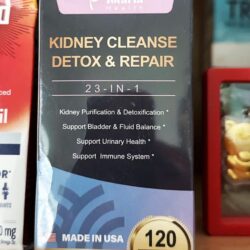 Health
KIDNEY CLEANSE
DETOX & REPAIR
23-IN-1
Kidney Purification & Detoxification *
Support Bladder & Fluid Balance *
Support Urinary Health *
Support Immune System *
MADE IN USA
120